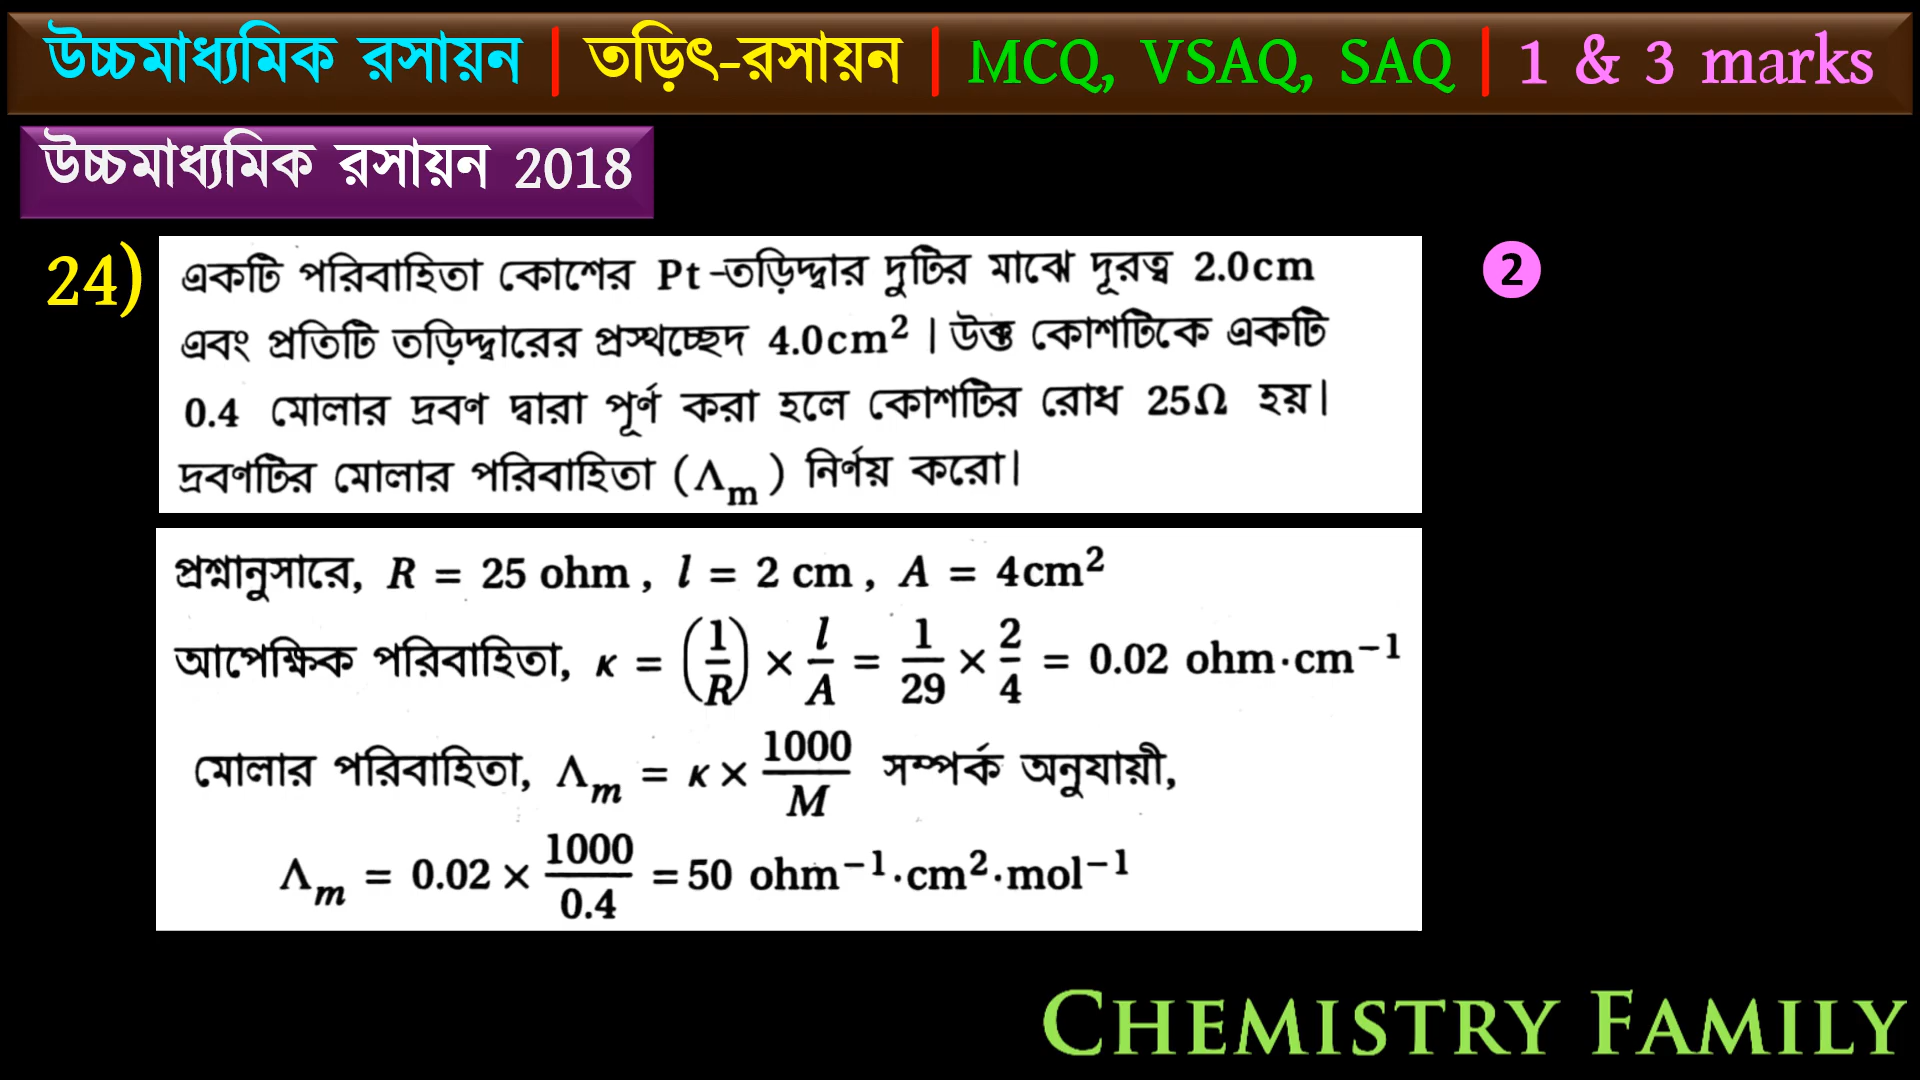 উচ্চমাধ্যমিক রসায়ন | তড়িৎ-রসায়ন | MCQ, VSAQ, SAQ | 1 & 3 marks
উচ্চমাধ্যমিক রসায়ন 2018
24)
একটি পরিবাহিতা কোশের Pt-তড়িদ্দ্বার দুটির মাঝে দূরত্ব 2.0cm
2
এবং প্রতিটি তড়িদ্দ্বারের প্রস্থচ্ছেদ 4.0cm² | উক্ত কোশটিকে একটি
0.4 মোলার দ্রবণ দ্বারা পূর্ণ করা হলে কোশটির রোধ 25Ω হয়।
দ্রবণটির মোলার পরিবাহিতা (Λₘ) নির্ণয় করো।
প্রশ্নানুসারে, R = 25 ohm, l = 2 cm, A = 4cm²
আপেক্ষিক পরিবাহিতা, κ = (1/R) × l/A = 1/29 × 2/4 = 0.02 ohm·cm⁻¹
মোলার পরিবাহিতা, Λₘ = κ × 1000/M সম্পর্ক অনুযায়ী,
Λₘ = 0.02 × 1000/0.4 = 50 ohm⁻¹·cm²·mol⁻¹
CHEMISTRY FAMILY